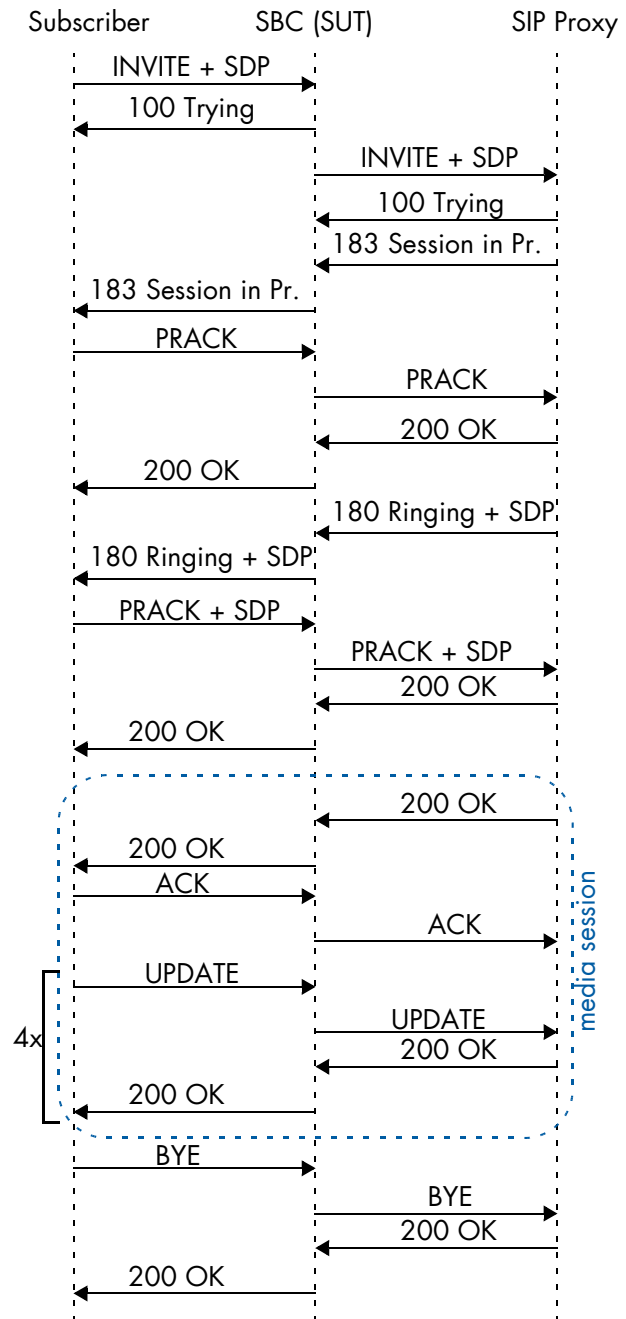 Subscriber SBC (SUT) SIP Proxy
INVITE + SDP
100 Trying
INVITE + SDP
100 Trying
183 Session in Pr.
183 Session in Pr.
PRACK
PRACK
200 OK
200 OK
180 Ringing + SDP
180 Ringing + SDP
PRACK + SDP
PRACK + SDP
200 OK
200 OK
200 OK
200 OK
ACK
ACK
media session
UPDATE
UPDATE
4x
200 OK
200 OK
BYE
BYE
200 OK
200 OK